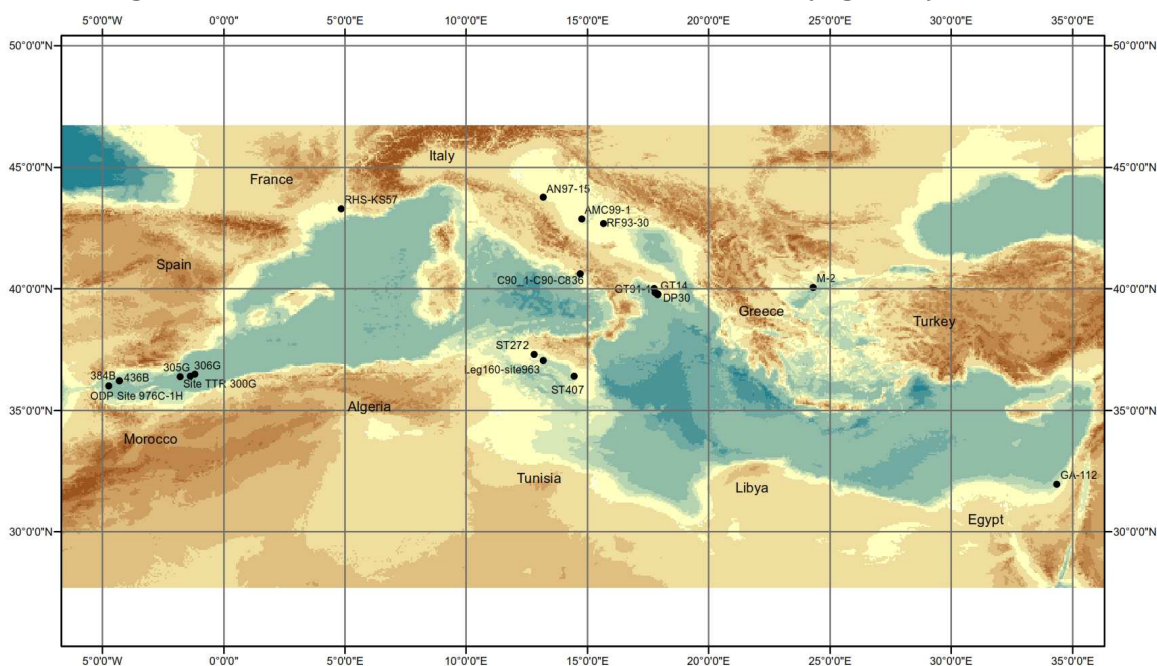 5°0'0"W 0°0'0" 5°0'0"E 10°0'0"E 15°0'0"E 20°0'0"E 25°0'0"E 30°0'0"E 35°0'0"E
50°0'0"N 50°0'0"N
45°0'0"N 45°0'0"N
Italy
France
AN97-15
RHS-KS57
AMC99-1
RF93-30
Spain
C90_1-C90-C836
M-2
GT14
DP30
40°0'0"N 40°0'0"N
Greece
Turkey
ST272
Leg160-site963
ST407
305G 306G
384B 436B
Site TTR 300G
ODP Site 976C-1H
35°0'0"N 35°0'0"N
Algeria
Morocco
Tunisia
Libya
GA-112
Egypt
30°0'0"N 30°0'0"N
5°0'0"W 0°0'0" 5°0'0"E 10°0'0"E 15°0'0"E 20°0'0"E 25°0'0"E 30°0'0"E 35°0'0"E